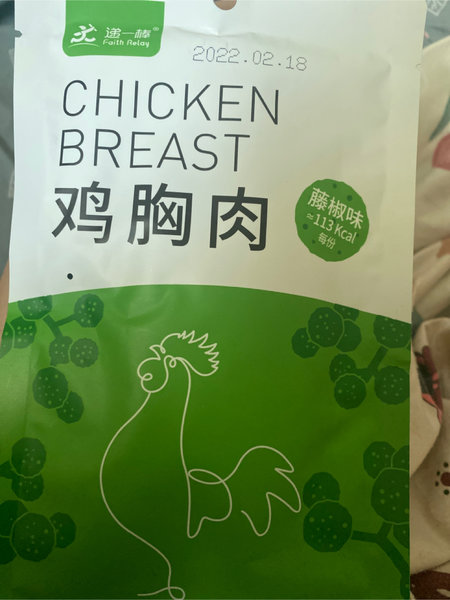 递一棒®
Faith Relay
2022.02.18
CHICKEN
BREAST
鸡胸肉
藤椒味
≈113 Kcal
每份